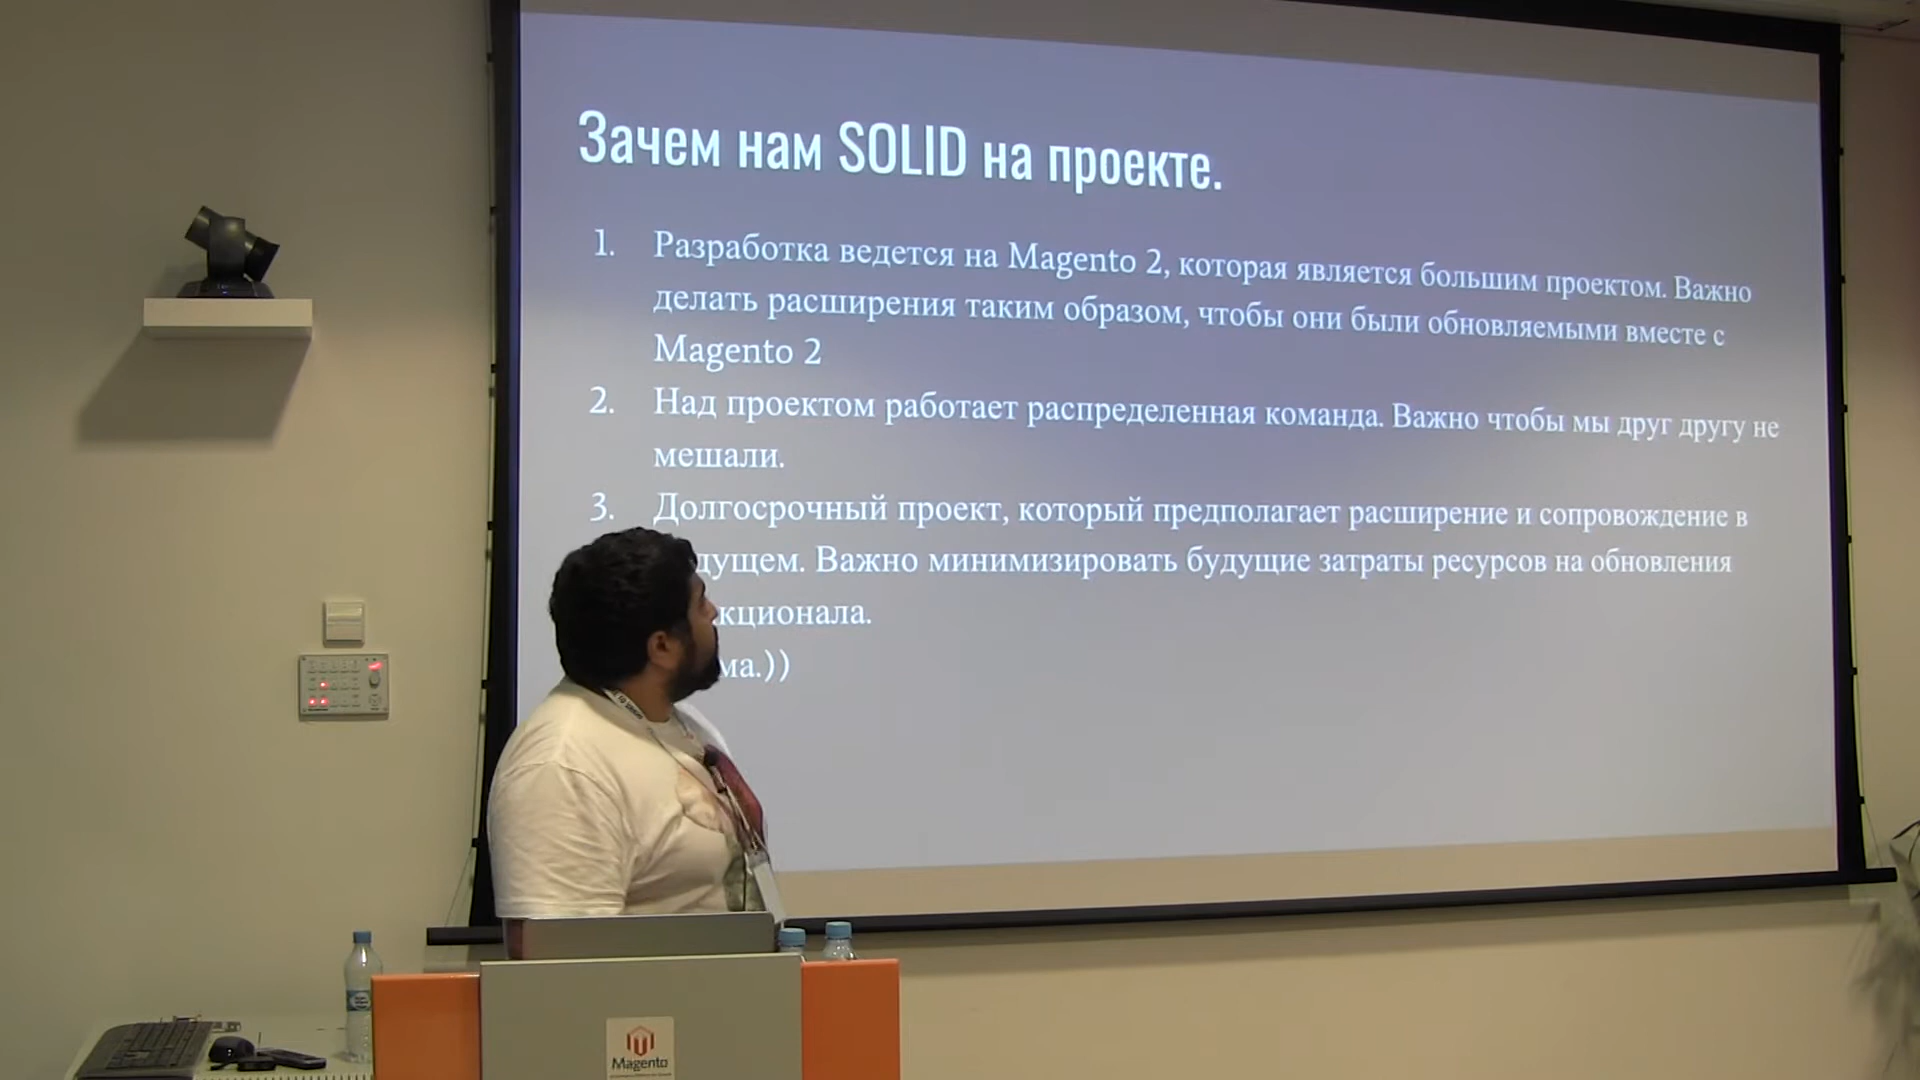 Зачем нам SOLID на проекте.
1. Разработка ведется на Magento 2, которая является большим проектом. Важно
делать расширения таким образом, чтобы они были обновляемыми вместе с
Magento 2
2. Над проектом работает распределенная команда. Важно чтобы мы друг другу не
мешали.
3. Долгосрочный проект, который предполагает расширение и сопровождение в
дущем. Важно минимизировать будущие затраты ресурсов на обновления
кционала.
ма.))
Magento